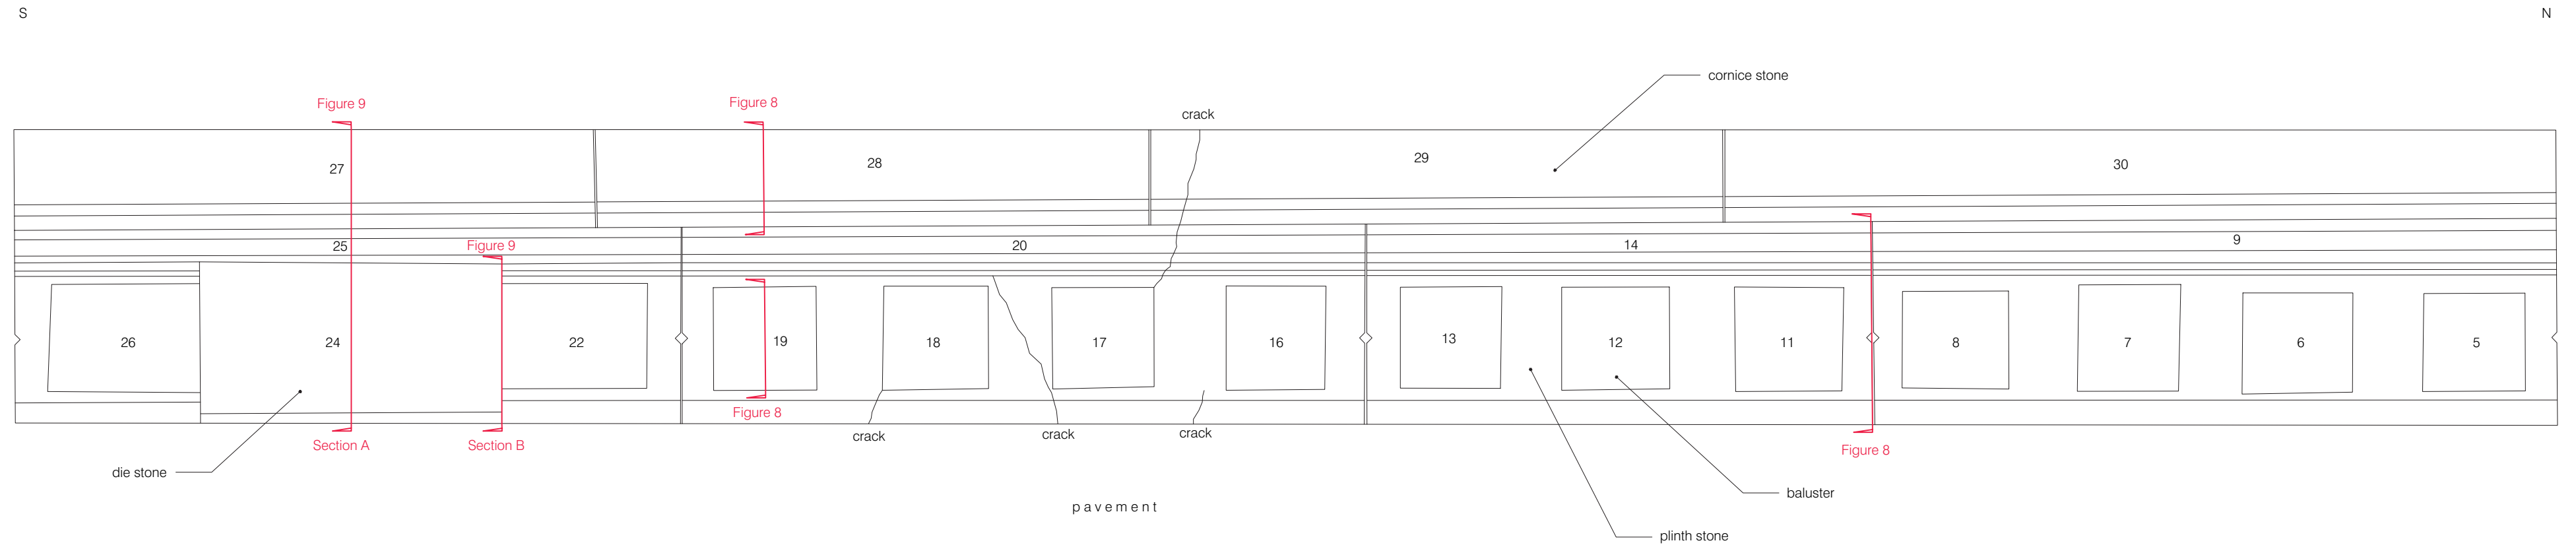 S
N
cornice stone
Figure 9
Figure 8
crack
27
28
29
30
25
Figure 9
20
14
9
26
24
22
19
18
17
16
13
12
11
8
7
6
5
Figure 8
crack
crack
crack
Section A
Section B
Figure 8
die stone
baluster
pavement
plinth stone